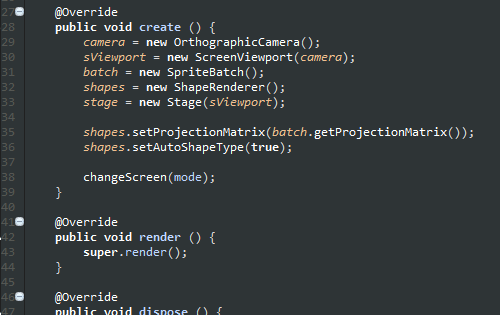 27 @Override
28 public void create () {
29 camera = new OrthographicCamera();
30 sViewport = new ScreenViewport(camera);
31 batch = new SpriteBatch();
32 shapes = new ShapeRenderer();
33 stage = new Stage(sViewport);
34
35 shapes.setProjectionMatrix(batch.getProjectionMatrix());
36 shapes.setAutoShapeType(true);
37
38 changeScreen(mode);
39 }
40
41 @Override
42 public void render () {
43 super.render();
44 }
45
46 @Override
47 public void dispose () {